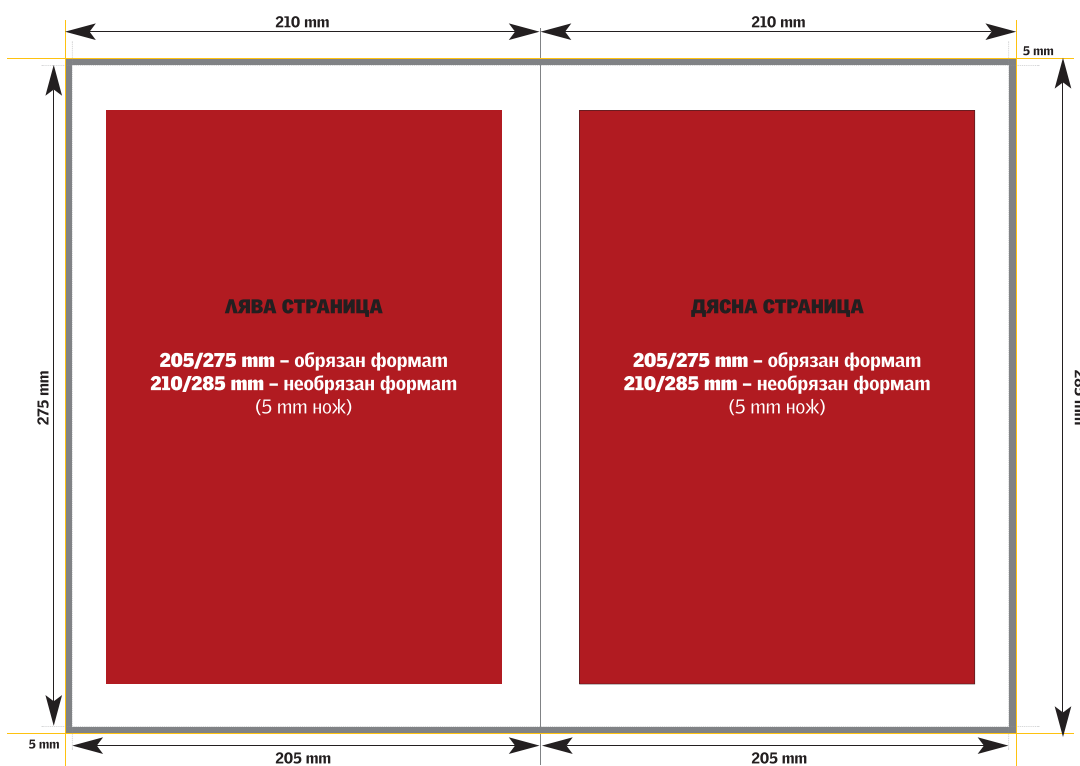 210 mm
210 mm
5 mm
275 mm
ЛЯВА СТРАНИЦА
205/275 mm – обрязан формат
210/285 mm – необрязан формат
(5 mm нож)
ДЯСНА СТРАНИЦА
205/275 mm – обрязан формат
210/285 mm – необрязан формат
(5 mm нож)
285 mm
5 mm
205 mm
205 mm